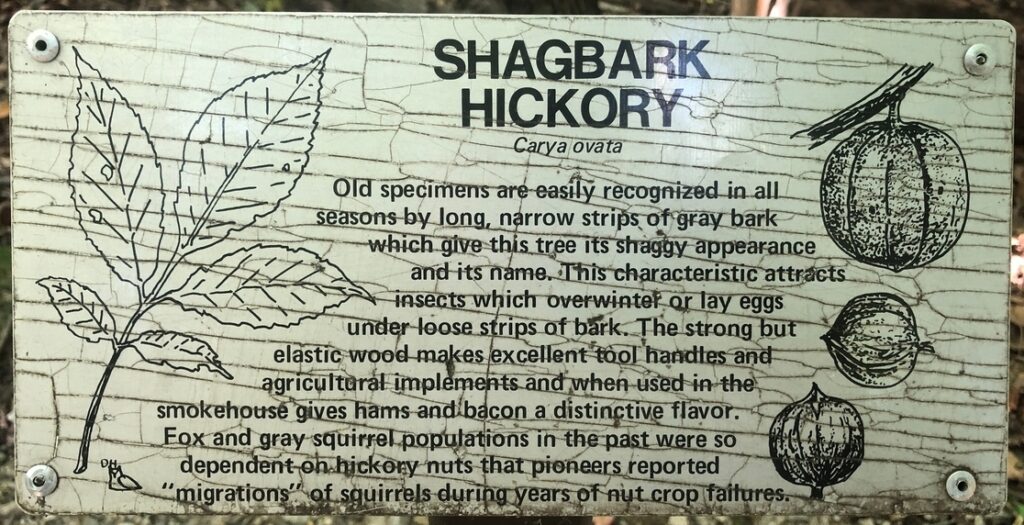 SHAGBARK
HICKORY
Carya ovata
Old specimens are easily recognized in all
seasons by long, narrow strips of gray bark
which give this tree its shaggy appearance
and its name. This characteristic attracts
insects which overwinter or lay eggs
under loose strips of bark. The strong but
elastic wood makes excellent tool handles and
agricultural implements and when used in the
smokehouse gives hams and bacon a distinctive flavor.
Fox and gray squirrel populations in the past were so
dependent on hickory nuts that pioneers reported
"migrations" of squirrels during years of nut crop failures.